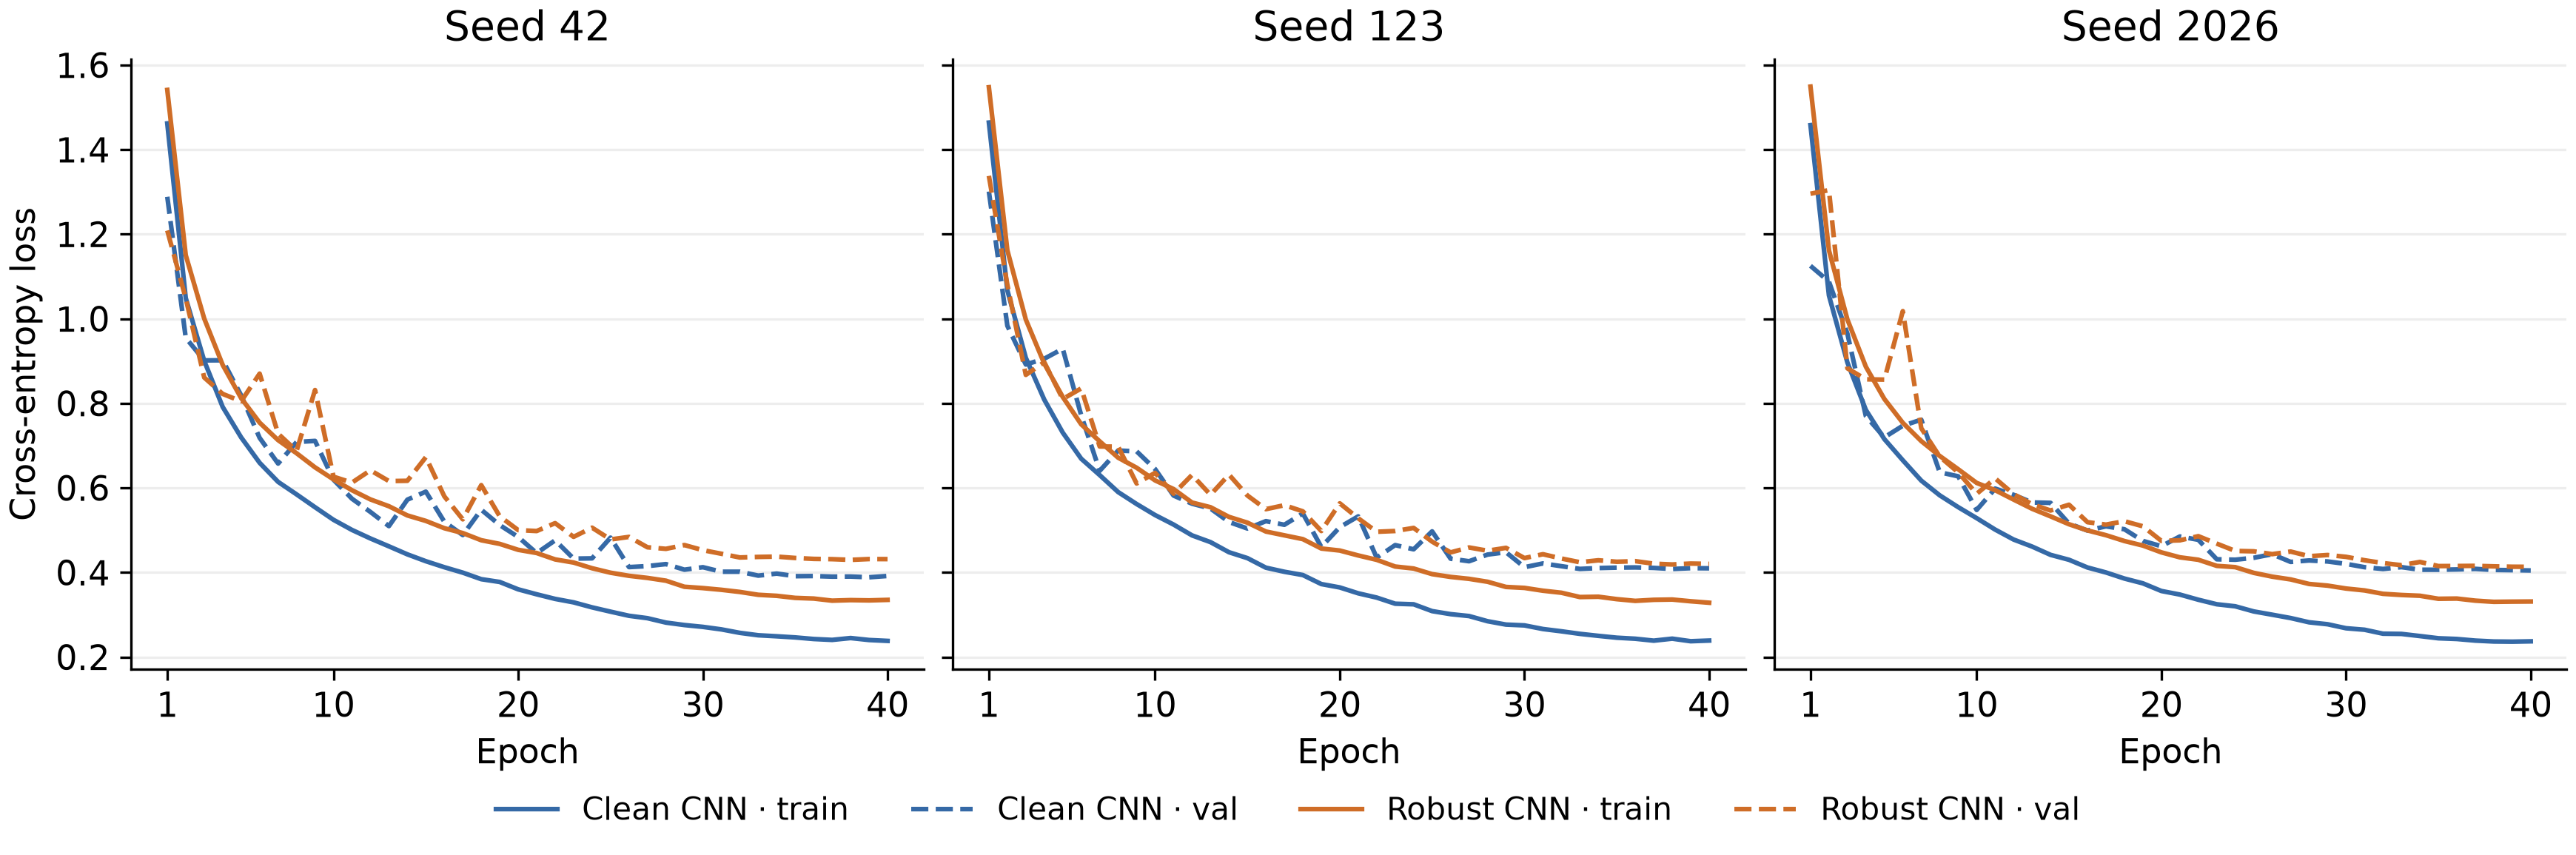 Seed 42
Seed 123
Seed 2026
Cross-entropy loss
1.6
1.4
1.2
1.0
0.8
0.6
0.4
0.2
1 10 20 30 40
1 10 20 30 40
1 10 20 30 40
Epoch
Epoch
Epoch
Clean CNN · train
Clean CNN · val
Robust CNN · train
Robust CNN · val